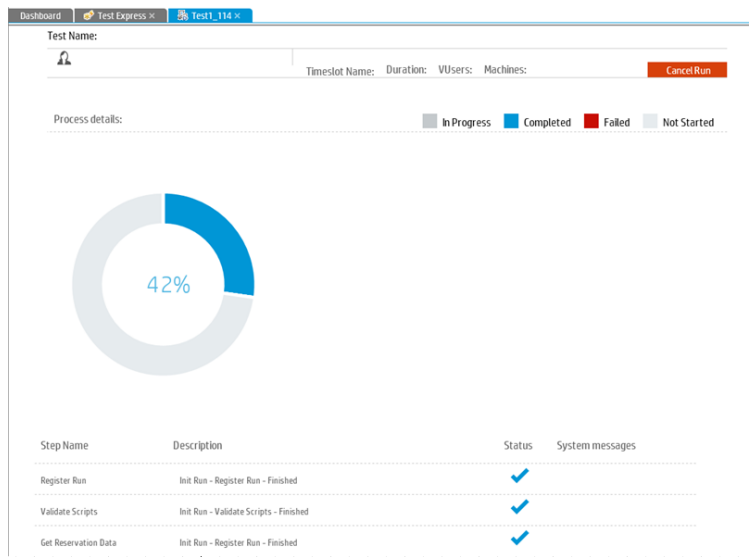 Dashboard Test Express × Test1_114 ×
Test Name:
Timeslot Name: Duration: VUsers: Machines: Cancel Run
Process details: In Progress Completed Failed Not Started
42%
Step Name Description Status System messages
Register Run Init Run - Register Run - Finished
Validate Scripts Init Run - Validate Scripts - Finished
Get Reservation Data Init Run - Register Run - Finished